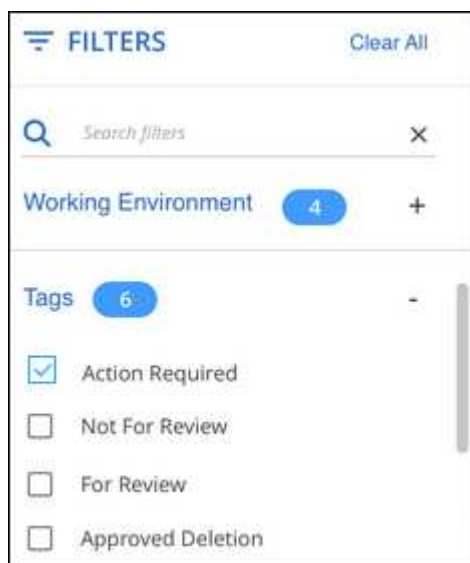 FILTERS Clear All
Search filters ×
Working Environment 4 +
Tags 6 -
Action Required
Not For Review
For Review
Approved Deletion